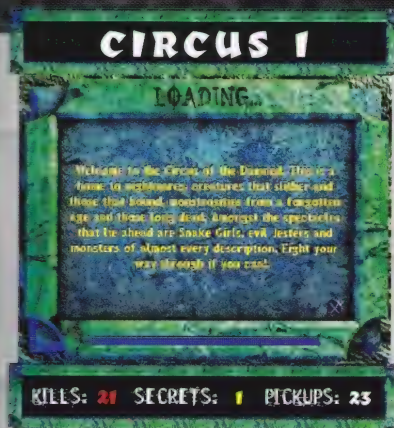 CIRCUS 1
LOADING...
Welcome to the Circus of the Damned. This is a
home to nightmares, creatures that slither and
those that hound, monstrosities from a forgotten
age and those long dead. Amongst the spectacles
that lie ahead are Snake Girls, evil Jesters and
monsters of almost every description. Fight your
way through if you can!
KILLS: 21 SECRETS: 1 PICKUPS: 23